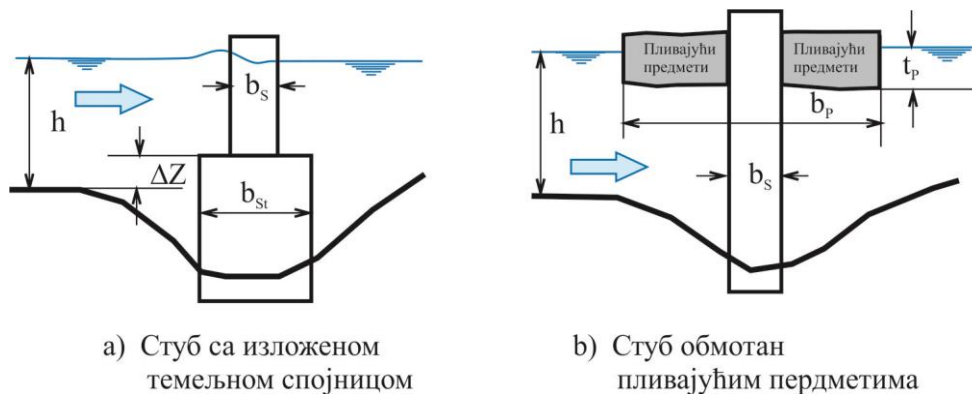 h
b_S
ΔZ
b_St
а) Стуб са изложеном
темељном спојницом
Пливајући
предмети
Пливајући
предмети
t_P
b_P
h
b_S
b) Стуб обмотан
пливајућим пердметима